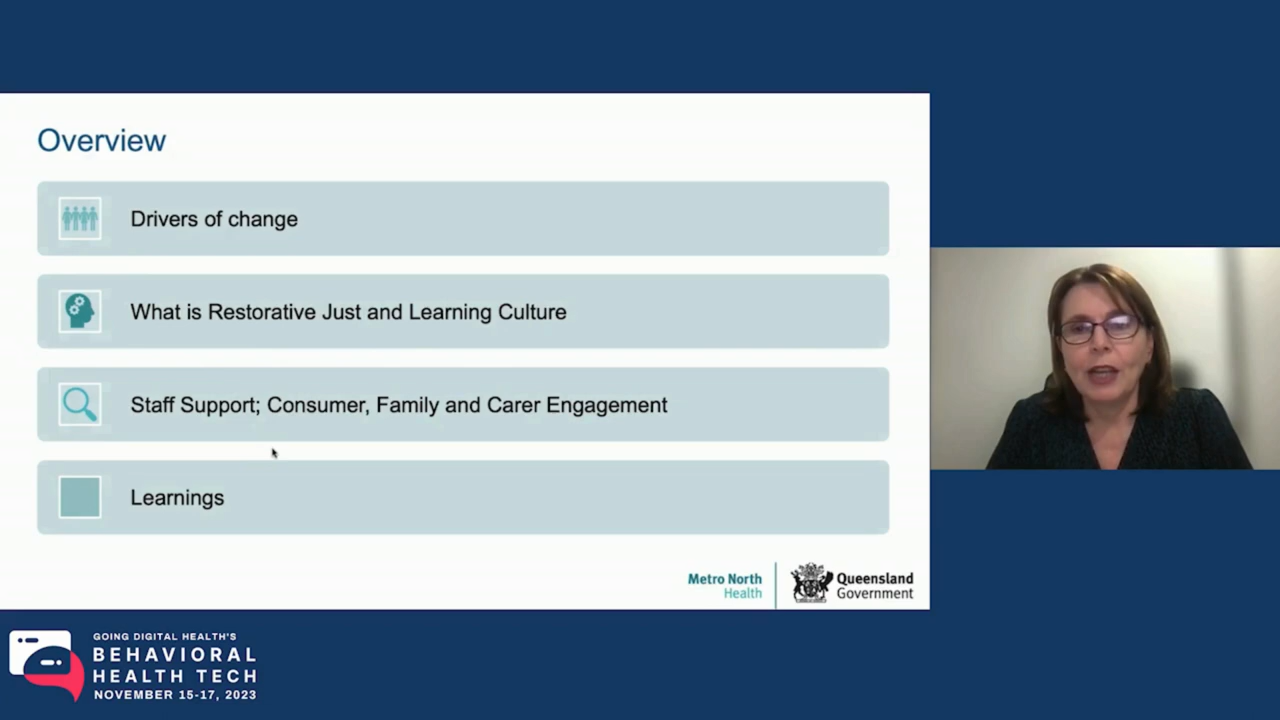 Overview
Drivers of change
What is Restorative Just and Learning Culture
Staff Support; Consumer, Family and Carer Engagement
Learnings
Metro North
Health
Queensland
Government
GOING DIGITAL HEALTH'S
BEHAVIORAL
HEALTH TECH
NOVEMBER 15-17, 2023